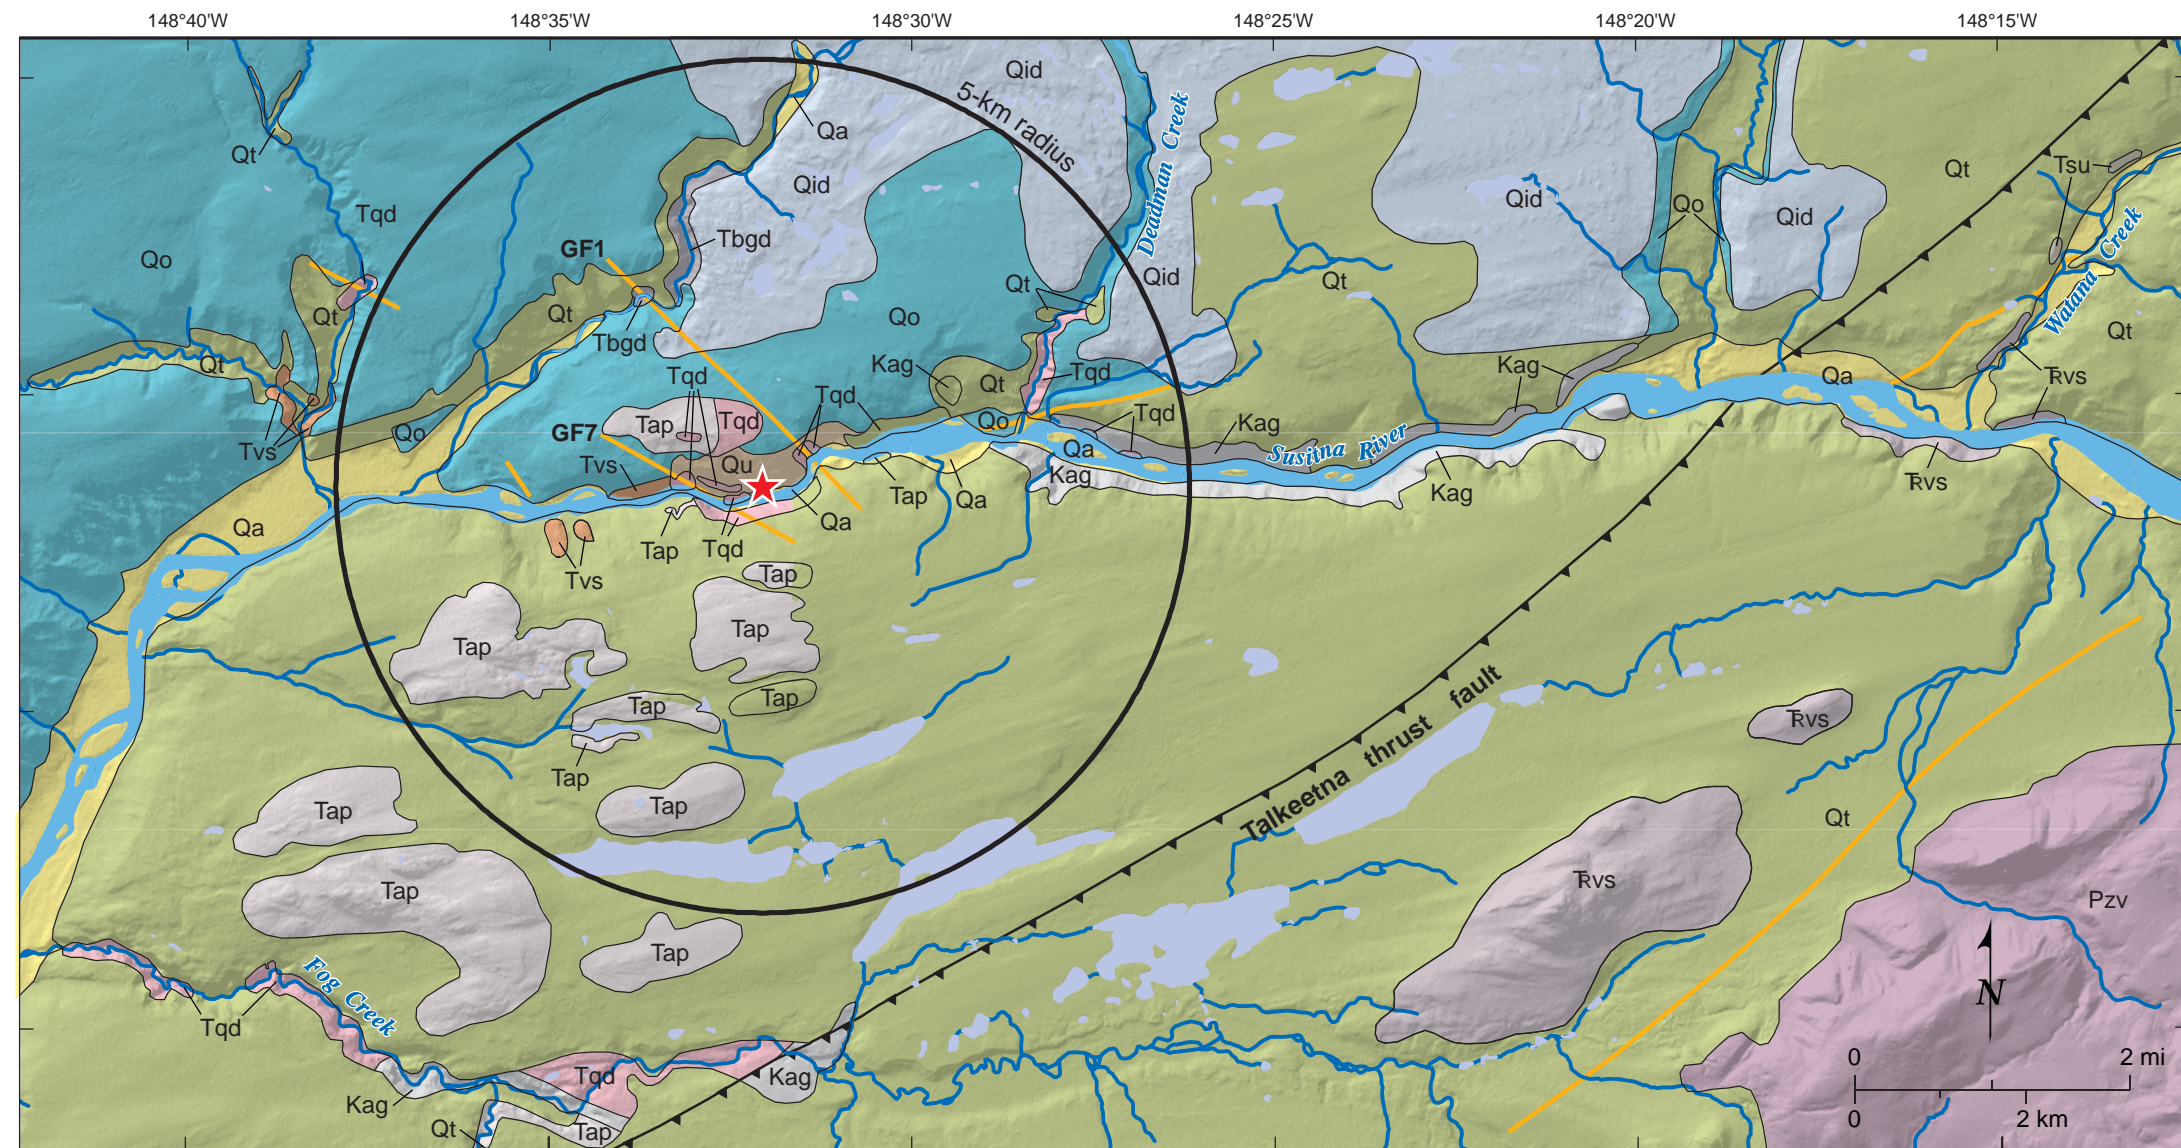 148°40'W 148°35'W 148°30'W 148°25'W 148°20'W 148°15'W
Qid
5-km radius
Qa
Deadman Creek
Qt
Qt
Tsu
Qid
Qid
Qo
Qid
Tqd
Tbgd
Watana Creek
GF1
Qo
Qid
Qt
Qt
Qt
Qt
Qo
Qt
Tbgd
Kag
Kag
Qt
Tqd
Tqd
Qt
Tqd
Qa
TRvs
Tap
Tqd
Qo
Tqd
Kag
GF7
Qo
Qa
Susitna River
Tvs
Tvs
Qu
Kag
Kag
TRvs
Tap
Qa
Qa
Qa
Tap
Tqd
Tvs
Tap
Tap
Tap
Tap
Tap
Talkeetna thrust fault
TRvs
Tap
Tap
Tap
Qt
TRvs
Tap
Pzv
Tap
Fog Creek
N
Tqd
0 2 mi
Tqd
Kag
Kag
0 2 km
Qt
Tap